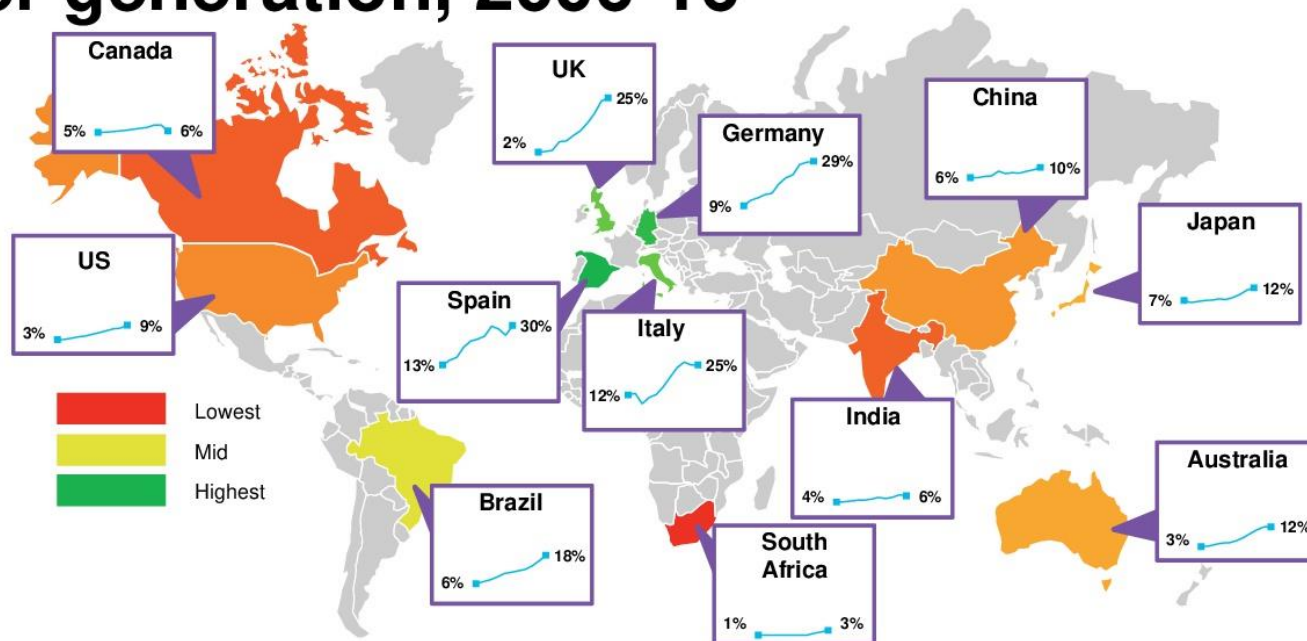 generation,
Canada
5% 6%
UK
2% 25%
Germany
9% 29%
China
6% 10%
Japan
7% 12%
US
3% 9%
Spain
13% 30%
Italy
12% 25%
India
4% 6%
Australia
3% 12%
Lowest
Mid
Highest
Brazil
6% 18%
South
Africa
1% 3%